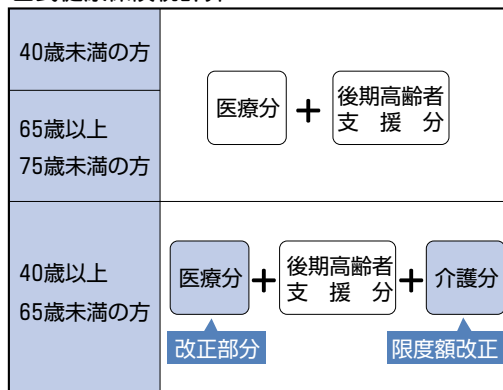 40歳未満の方
65歳以上
75歳未満の方
医療分 + 後期高齢者
支援分
40歳以上
65歳未満の方
医療分 + 後期高齢者
支援分 + 介護分
改正部分
限度額改正